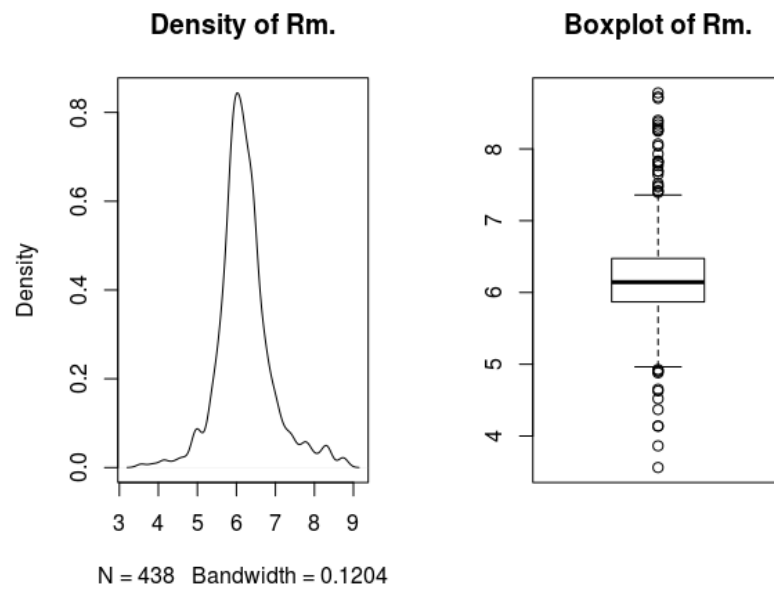 Density of Rm.
Boxplot of Rm.
Density
0.0
0.2
0.4
0.6
0.8
3 4 5 6 7 8 9
N = 438 Bandwidth = 0.1204
4
5
6
7
8